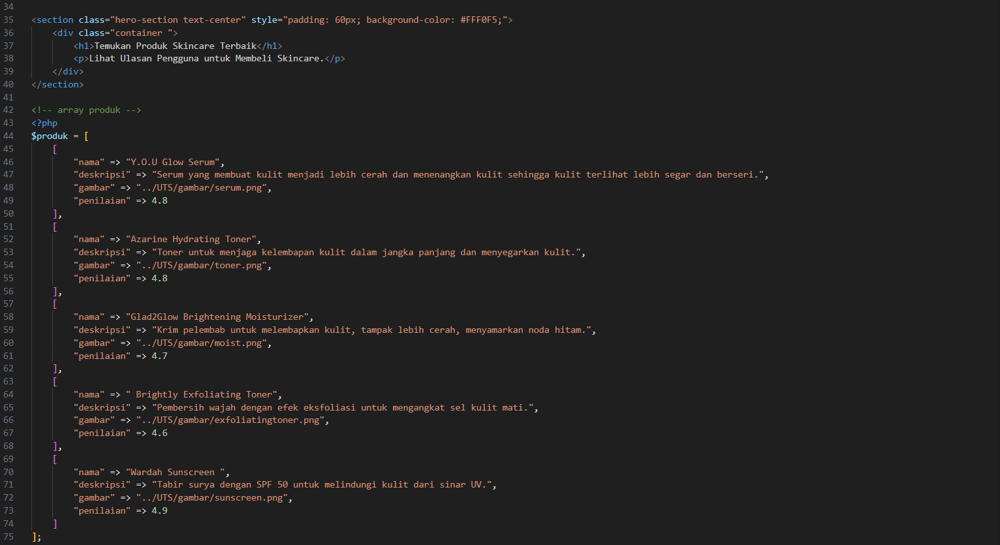 34
35 <section class="hero-section text-center" style="padding: 60px; background-color: #FFF0F5;">
36     <div class="container ">
37         <h1>Temukan Produk Skincare Terbaik</h1>
38         <p>Lihat Ulasan Pengguna untuk Membeli Skincare.</p>
39     </div>
40 </section>
41
42 <!-- array produk -->
43 <?php
44 $produk = [
45     [
46         "nama" => "Y.O.U Glow Serum",
47         "deskripsi" => "Serum yang membuat kulit menjadi lebih cerah dan menenangkan kulit sehingga kulit terlihat lebih segar dan berseri.",
48         "gambar" => "../UTS/gambar/serum.png",
49         "penilaian" => 4.8
50     ],
51     [
52         "nama" => "Azarine Hydrating Toner",
53         "deskripsi" => "Toner untuk menjaga kelembapan kulit dalam jangka panjang dan menyegarkan kulit.",
54         "gambar" => "../UTS/gambar/toner.png",
55         "penilaian" => 4.8
56     ],
57     [
58         "nama" => "Glad2Glow Brightening Moisturizer",
59         "deskripsi" => "Krim pelembab untuk melembapkan kulit, tampak lebih cerah, menyamarkan noda hitam.",
60         "gambar" => "../UTS/gambar/moist.png",
61         "penilaian" => 4.7
62     ],
63     [
64         "nama" => " Brightly Exfoliating Toner",
65         "deskripsi" => "Pembersih wajah dengan efek eksfoliasi untuk mengangkat sel kulit mati.",
66         "gambar" => "../UTS/gambar/exfoliatingtoner.png",
67         "penilaian" => 4.6
68     ],
69     [
70         "nama" => "Wardah Sunscreen ",
71         "deskripsi" => "Tabir surya dengan SPF 50 untuk melindungi kulit dari sinar UV.",
72         "gambar" => "../UTS/gambar/sunscreen.png",
73         "penilaian" => 4.9
74     ]
75 ];